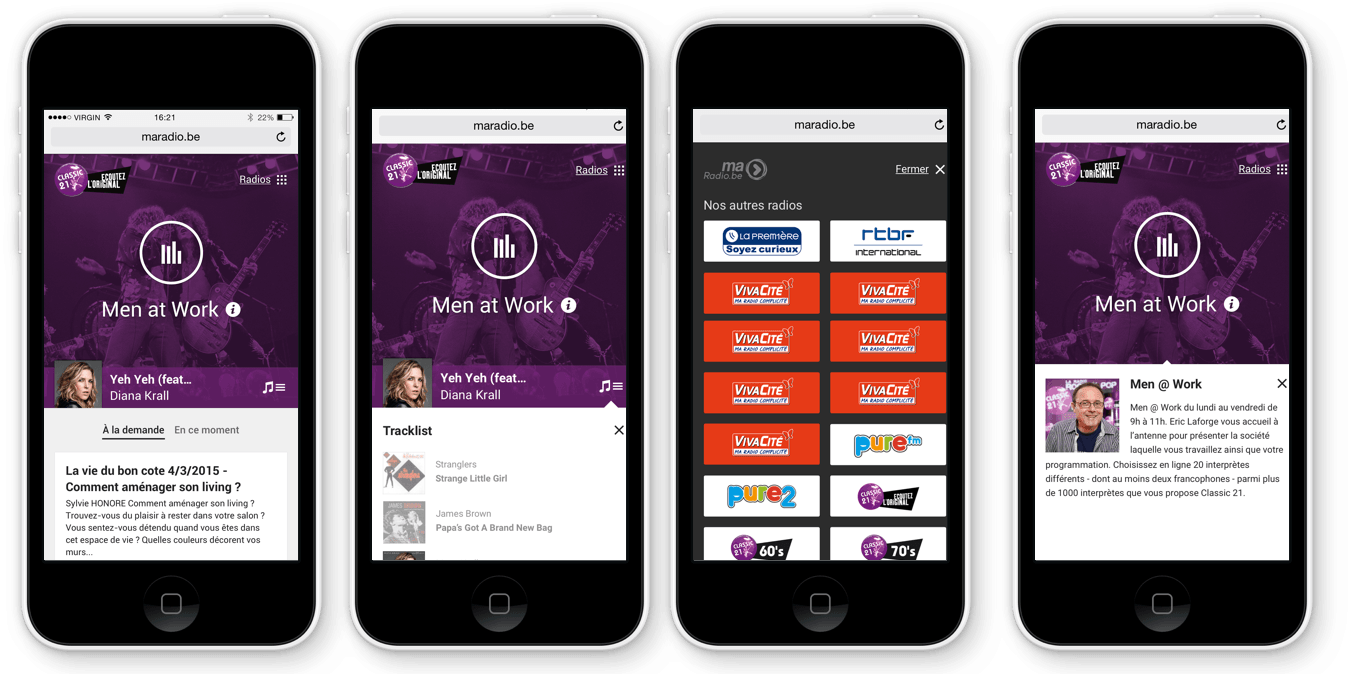 VIRGIN 16:21 22%
maradio.be
CLASSIC 21 ECOUTEZ L'ORIGINAL
Radios
Men at Work
Yeh Yeh (feat...
Diana Krall
À la demande En ce moment
La vie du bon cote 4/3/2015 -
Comment aménager son living ?
Sylvie HONORE Comment aménager son living ?
Trouvez-vous du plaisir à rester dans votre salon ?
Vous sentez-vous détendu quand vous êtes dans
cet espace de vie ? Quelles couleurs décorent vos
murs...
maradio.be
CLASSIC 21 ECOUTEZ L'ORIGINAL
Radios
Men at Work
Yeh Yeh (feat...
Diana Krall
Tracklist
Stranglers
Strange Little Girl
James Brown
Papa's Got A Brand New Bag
maradio.be
ma Radio.be
Fermer
Nos autres radios
LA PREMIÈRE Soyez curieux
rtbf international
VIVACITÉ MA RADIO COMPLICITÉ
VIVACITÉ MA RADIO COMPLICITÉ
VIVACITÉ MA RADIO COMPLICITÉ
VIVACITÉ MA RADIO COMPLICITÉ
VIVACITÉ MA RADIO COMPLICITÉ
VIVACITÉ MA RADIO COMPLICITÉ
VIVACITÉ MA RADIO COMPLICITÉ
pure fm
pure2
CLASSIC 21 ECOUTEZ L'ORIGINAL
CLASSIC 21 60's
CLASSIC 21 70's
maradio.be
CLASSIC 21 ECOUTEZ L'ORIGINAL
Radios
Men at Work
Men @ Work
Men @ Work du lundi au vendredi de
9h à 11h. Eric Laforge vous accueil à
l'antenne pour présenter la société
laquelle vous travaillez ainsi que votre
programmation. Choisissez en ligne 20 interprètes
différents - dont au moins deux francophones - parmi plus
de 1000 interprètes que vous propose Classic 21.